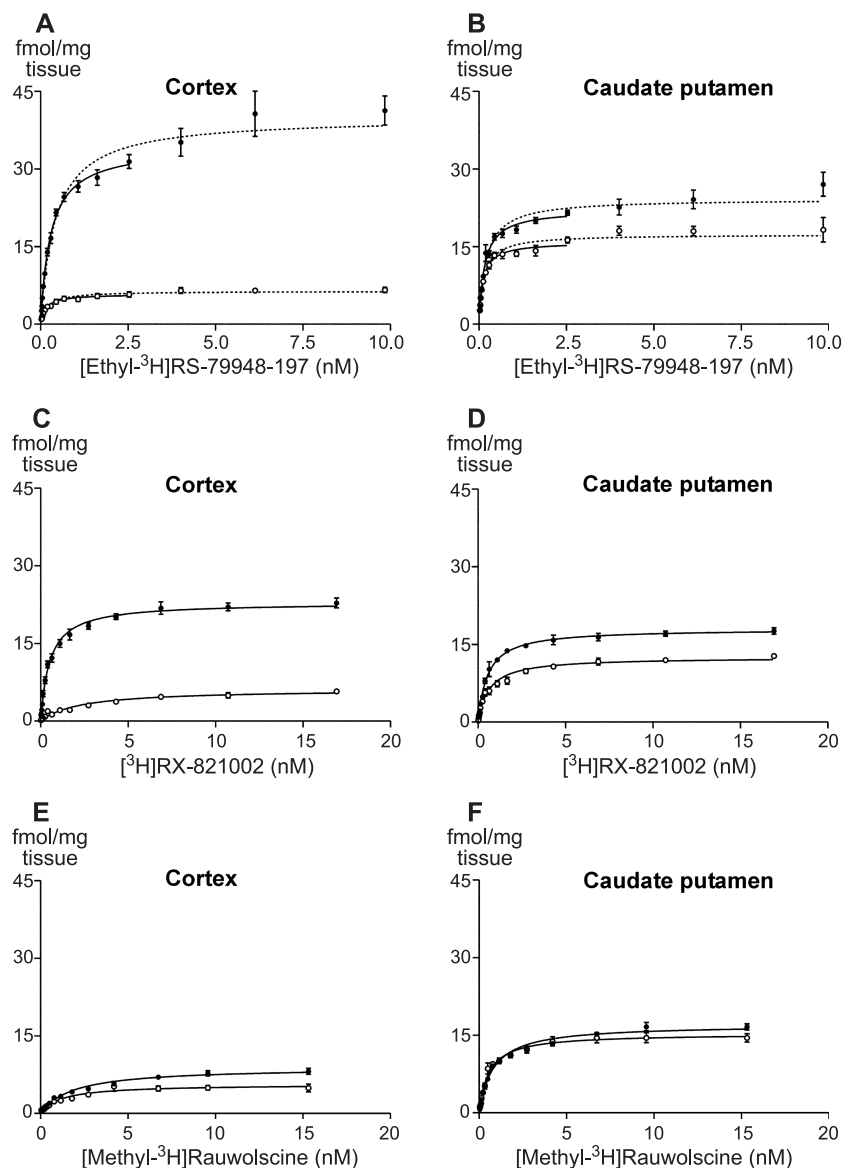 A
fmol/mg
tissue
Cortex
45
30
15
0
0.0 2.5 5.0 7.5 10.0
[Ethyl-³H]RS-79948-197 (nM)
B
fmol/mg
tissue
Caudate putamen
45
30
15
0
0.0 2.5 5.0 7.5 10.0
[Ethyl-³H]RS-79948-197 (nM)
C
fmol/mg
tissue
Cortex
45
30
15
0
0 5 10 15 20
[³H]RX-821002 (nM)
D
fmol/mg
tissue
Caudate putamen
45
30
15
0
0 5 10 15 20
[³H]RX-821002 (nM)
E
fmol/mg
tissue
Cortex
45
30
15
0
0 5 10 15 20
[Methyl-³H]Rauwolscine (nM)
F
fmol/mg
tissue
Caudate putamen
45
30
15
0
0 5 10 15 20
[Methyl-³H]Rauwolscine (nM)